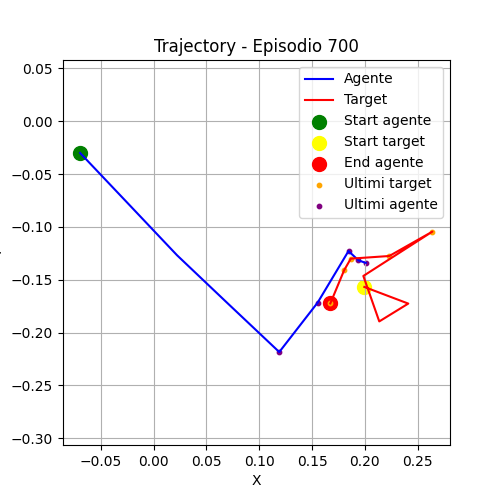 Trajectory - Episodio 700
0.05
0.00
−0.05
−0.10
−0.15
−0.20
−0.25
−0.30
−0.05
0.00
0.05
0.10
0.15
0.20
0.25
X
Agente
Target
Start agente
Start target
End agente
Ultimi target
Ultimi agente